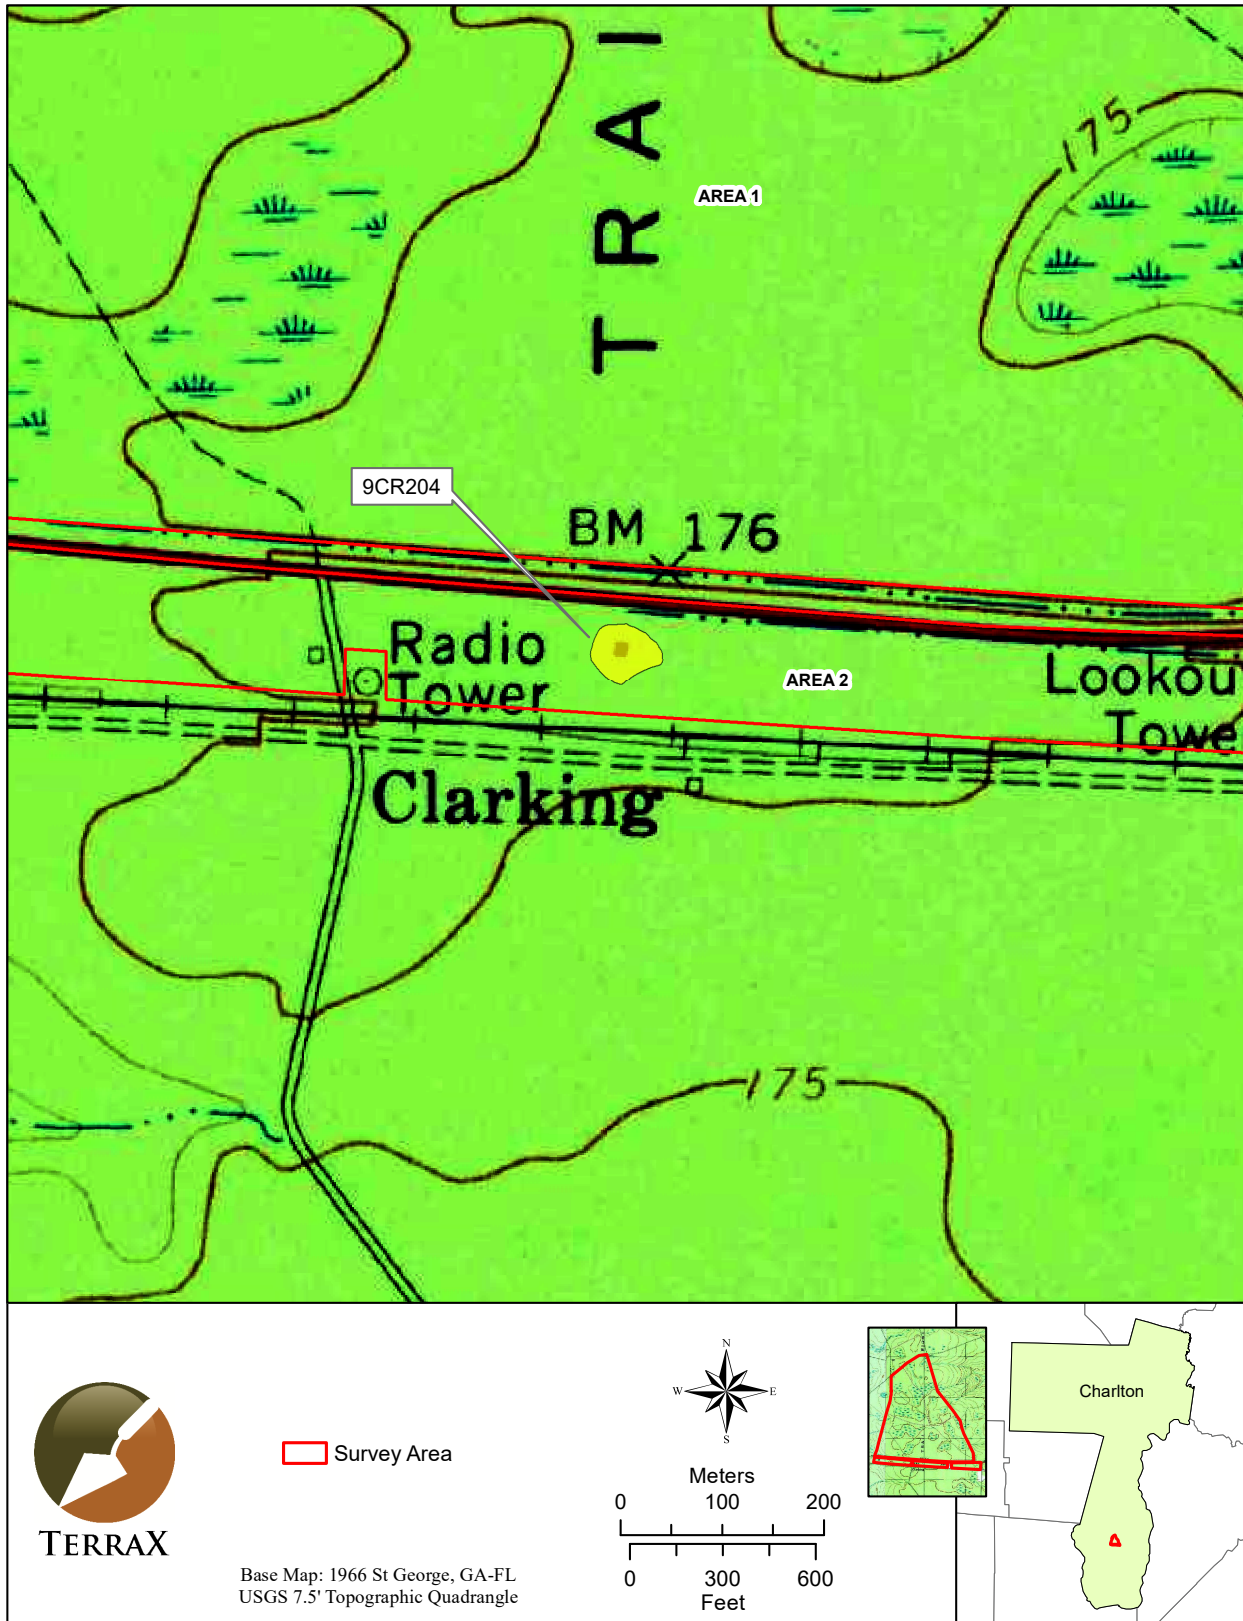 TRAI
AREA 1
175
9CR204
BM 176
Radio
Tower
AREA 2
Lookou
Towe
Clarking
175
N
W E
S
Charlton
Survey Area
Meters
0 100 200
0 300 600
Feet
TERRAX
Base Map: 1966 St George, GA-FL
USGS 7.5' Topographic Quadrangle